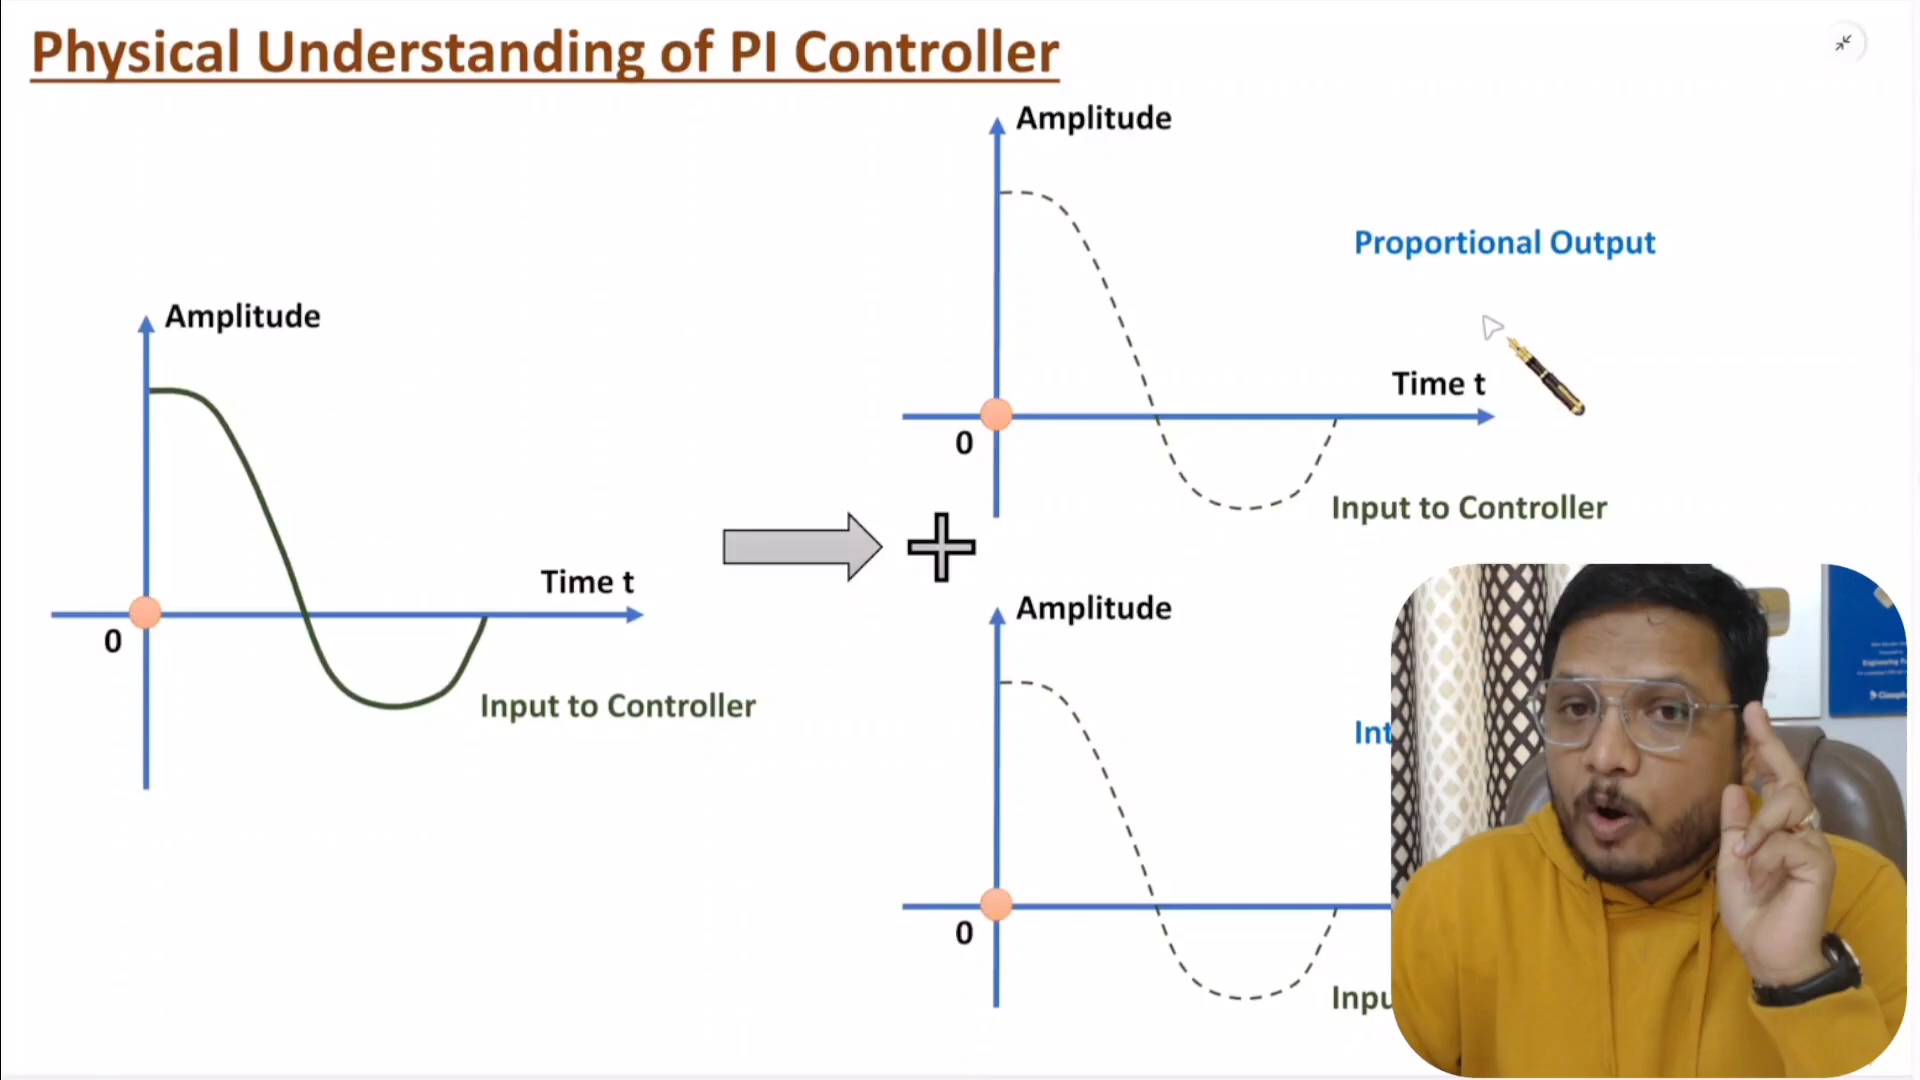 Physical Understanding of PI Controller
Amplitude
Time t
0
Input to Controller
Amplitude
Proportional Output
Time t
0
Input to Controller
Amplitude
Int
0
Inpu